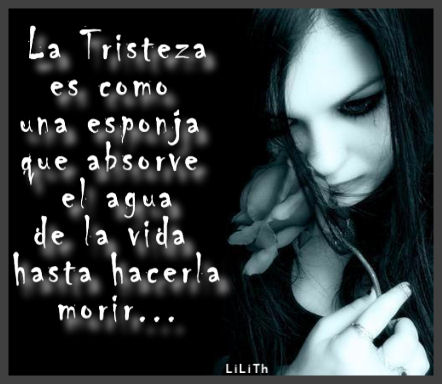 La Tristeza
es como
una esponja
que absorve
el agua
de la vida
hasta hacerla
morir...
LiLiTh